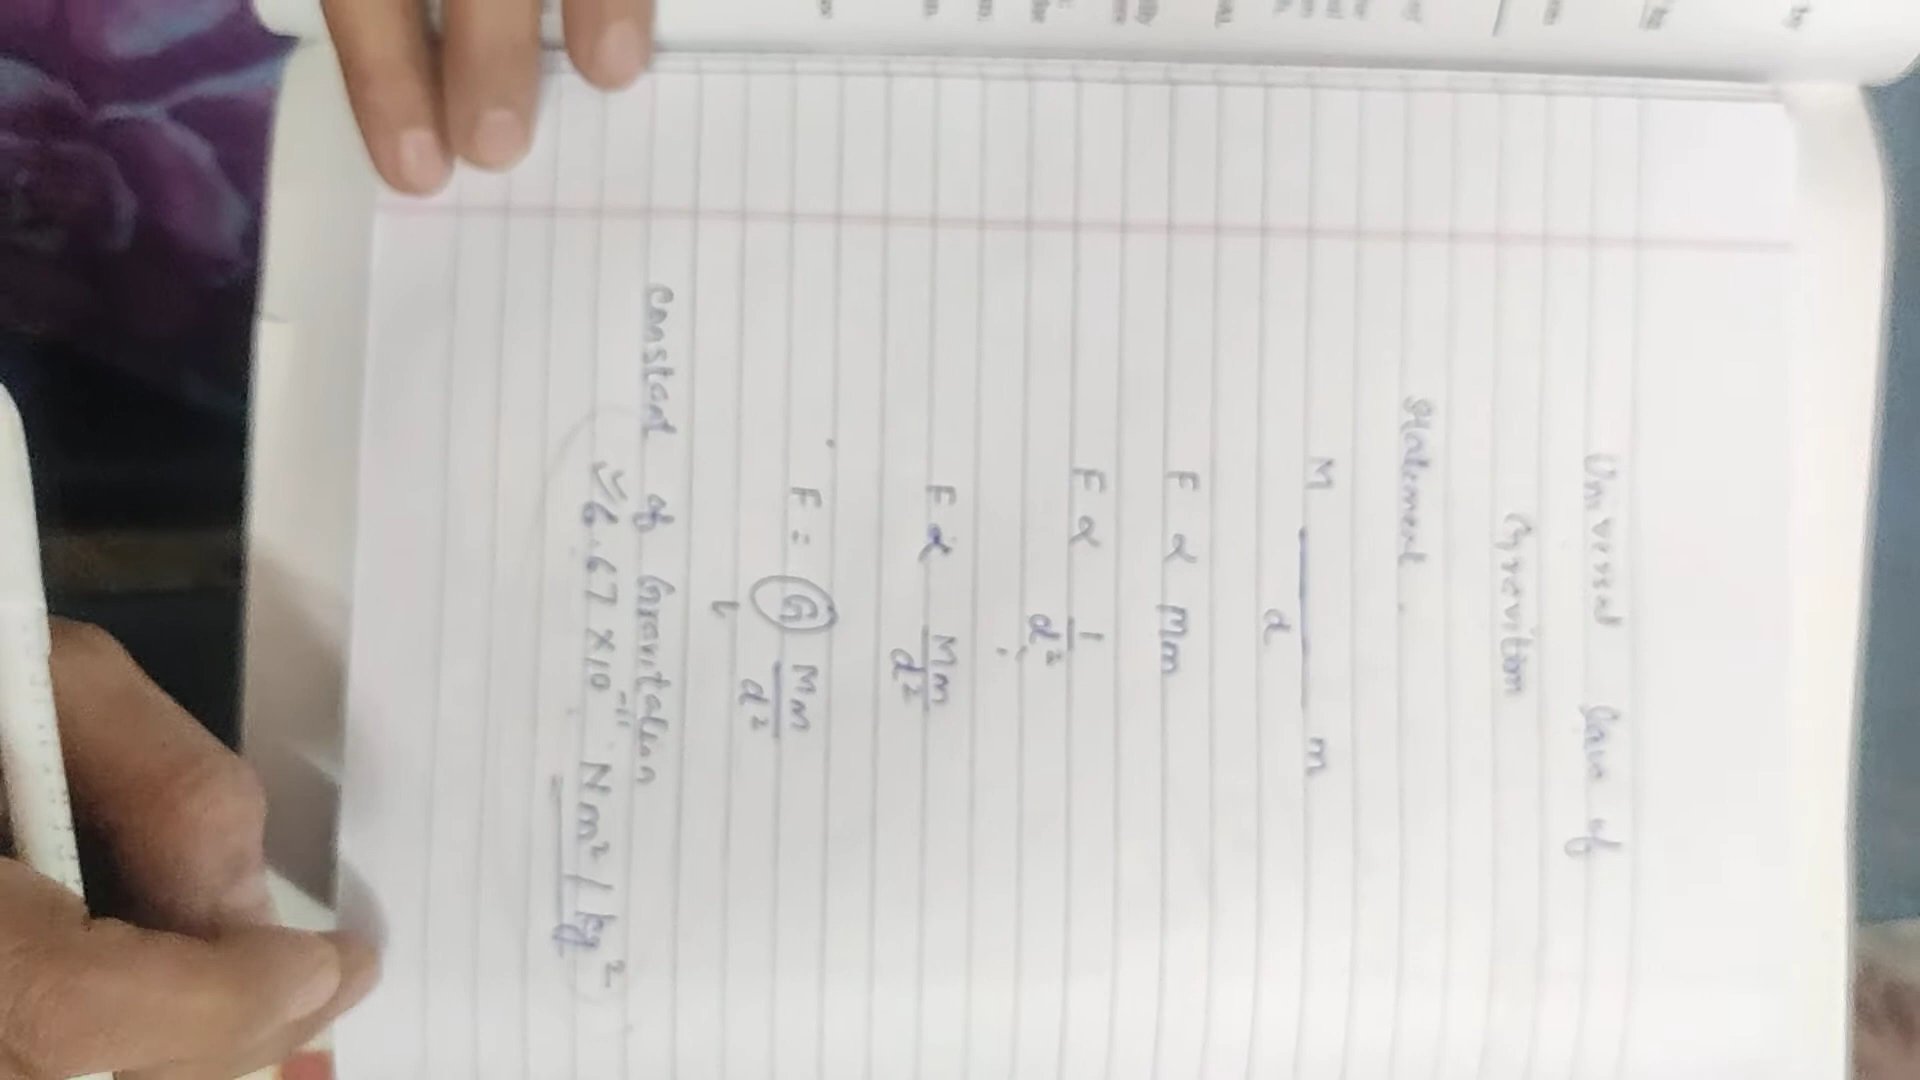 Universal Law of
Gravition
Statement.
M m
d
F α Mm
F α 1/d²
F α Mm/d²
F = G Mm/d²
constant of Gravitation
6.67 x 10⁻¹¹ Nm² / kg²